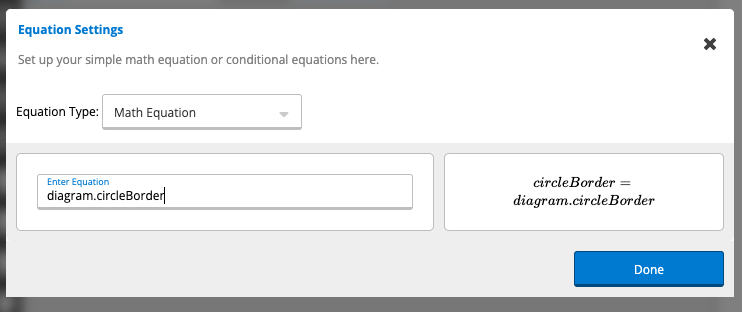 Equation Settings
Set up your simple math equation or conditional equations here.
✖
Equation Type: Math Equation
Enter Equation
diagram.circleBorder
circleBorder =
diagram.circleBorder
Done